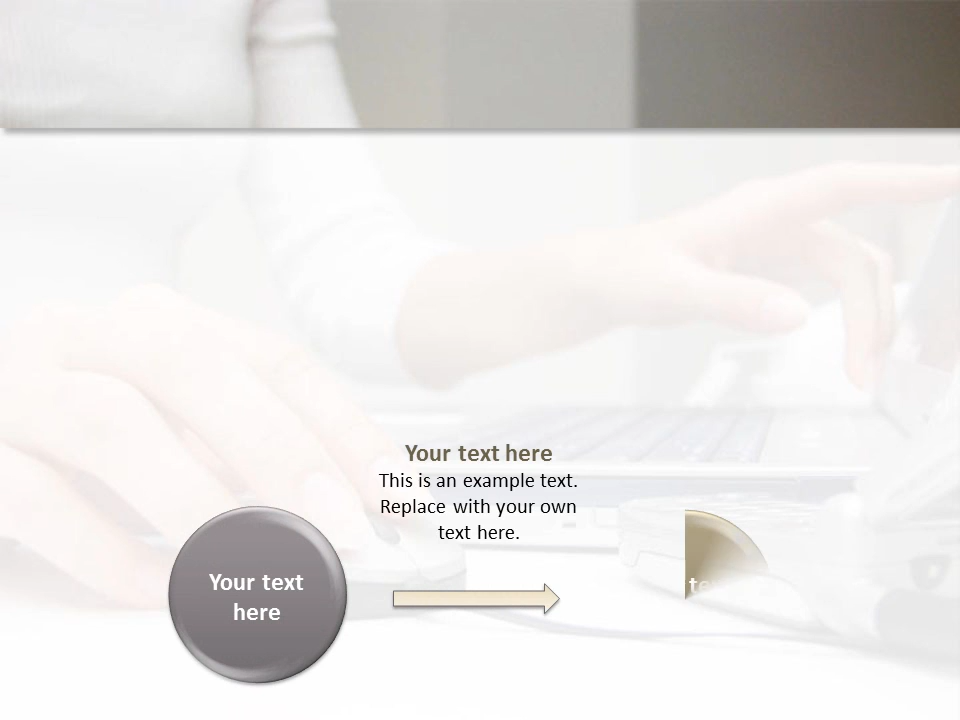 Your text here
This is an example text.
Replace with your own
text here.
Your text
here